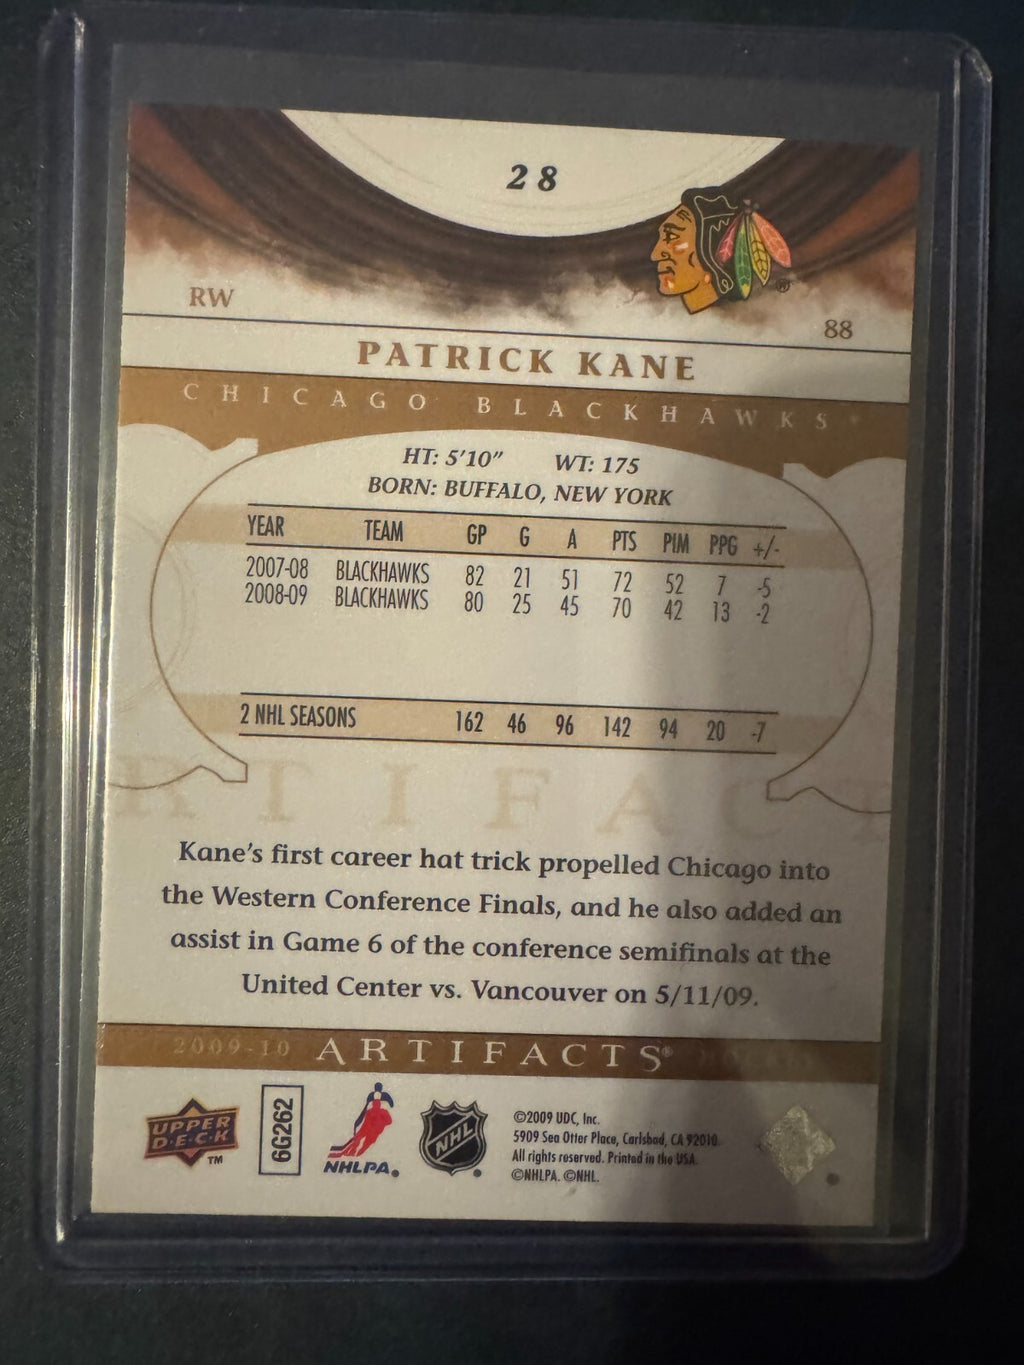 28
RW
88
PATRICK KANE
CHICAGO BLACKHAWKS
HT: 5'10" WT: 175
BORN: BUFFALO, NEW YORK
YEAR TEAM GP G A PTS PIM PPG +/-
2007-08 BLACKHAWKS 82 21 51 72 52 7 -5
2008-09 BLACKHAWKS 80 25 45 70 42 13 -2
2 NHL SEASONS 162 46 96 142 94 20 -7
RTIFACT
Kane's first career hat trick propelled Chicago into
the Western Conference Finals, and he also added an
assist in Game 6 of the conference semifinals at the
United Center vs. Vancouver on 5/11/09.
2009-10 ARTIFACTS®
UPPER
D·E·C·K
TM
6G262
NHLPA®
NHL
©2009 UDC, Inc.
5909 Sea Otter Place, Carlsbad, CA 92010
All rights reserved. Printed in the USA.
©NHLPA. ©NHL.